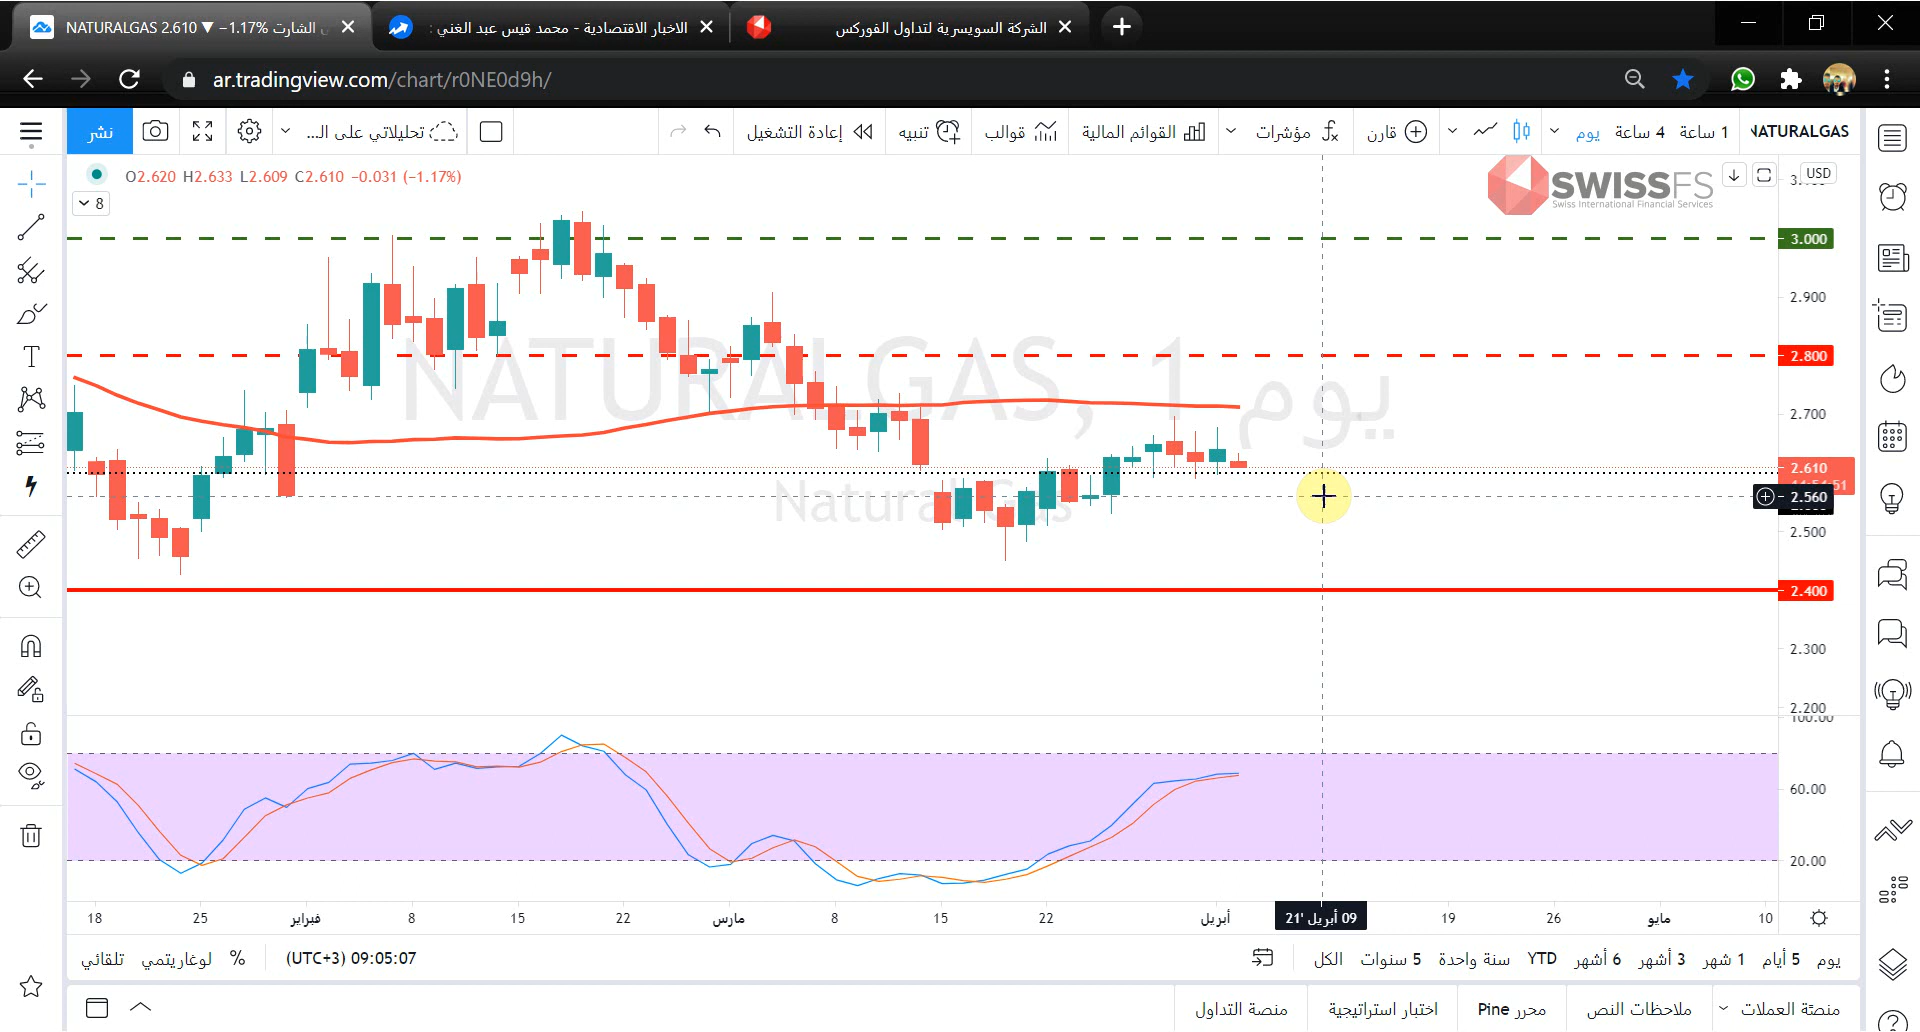 NATURALGAS 2.610 ▼ −1.17% الشارت
الاخبار الاقتصادية - محمد قيس عبد الغني :
الشركة السويسرية لتداول الفوركس
ar.tradingview.com/chart/r0NE0d9h/
نشر
تحليلاتي على الـ...
إعادة التشغيل
تنبيه
قوالب
القوائم المالية
مؤشرات
قارن
يوم
4 ساعة
1 ساعة
NATURALGAS
O2.620 H2.633 L2.609 C2.610 −0.031 (−1.17%)
8
SWISSFS
Swiss International Financial Services
USD
3.000
2.900
2.800
2.700
2.610
2.560
2.500
2.400
2.300
2.200
NATURALGAS, 1 يوم
Natural Gas
100.00
60.00
20.00
18 25 فبراير 8 15 22 مارس 8 15 22 أبريل 09 أبريل '21 19 26 مايو 10
تلقائي لوغاريتمي % (UTC+3) 09:05:07
الكل 5 سنوات سنة واحدة YTD 6 أشهر 3 أشهر 1 شهر 5 أيام يوم
منصة التداول
اختبار استراتيجية
محرر Pine
ملاحظات النص
منصة العملات